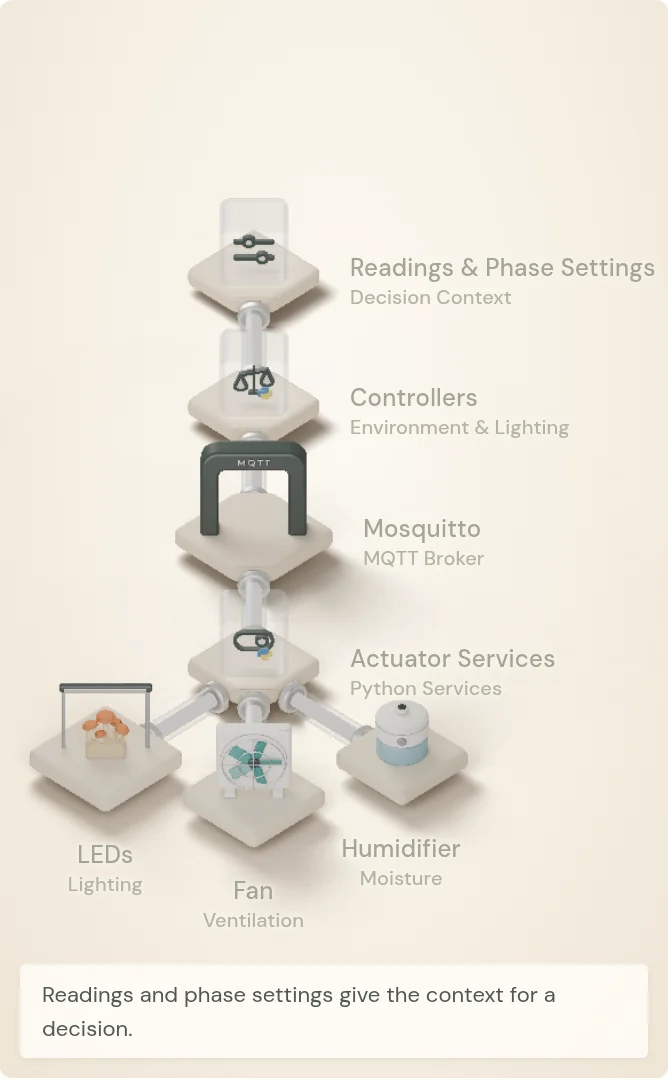 Readings & Phase Settings
Decision Context
Controllers
Environment & Lighting
MQTT
Mosquitto
MQTT Broker
Actuator Services
Python Services
LEDs
Lighting
Fan
Ventilation
Humidifier
Moisture
Readings and phase settings give the context for a
decision.